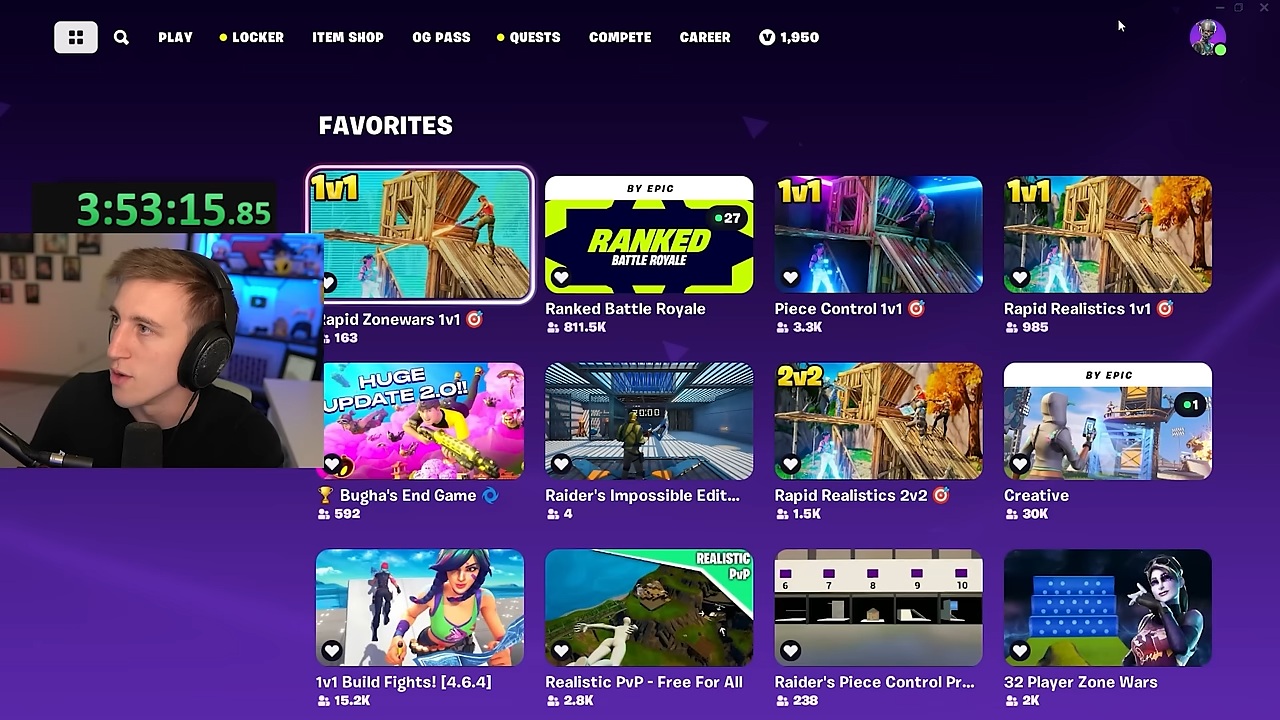 PLAY LOCKER ITEM SHOP OG PASS QUESTS COMPETE CAREER 1,950
FAVORITES
3:53:15.85
1v1
BY EPIC
27
RANKED
BATTLE ROYALE
1v1
1v1
Rapid Zonewars 1v1 🎯
163
Ranked Battle Royale
811.5K
Piece Control 1v1 🎯
3.3K
Rapid Realistics 1v1 🎯
985
HUGE
UPDATE 2.0!!
2v2
BY EPIC
1
🏆 Bugha's End Game 🌀
592
Raider's Impossible Edit...
4
Rapid Realistics 2v2 🎯
1.5K
Creative
30K
REALISTIC
PvP
6 7 8 9 10
1v1 Build Fights! [4.6.4]
15.2K
Realistic PvP - Free For All
2.8K
Raider's Piece Control Pr...
238
32 Player Zone Wars
2K